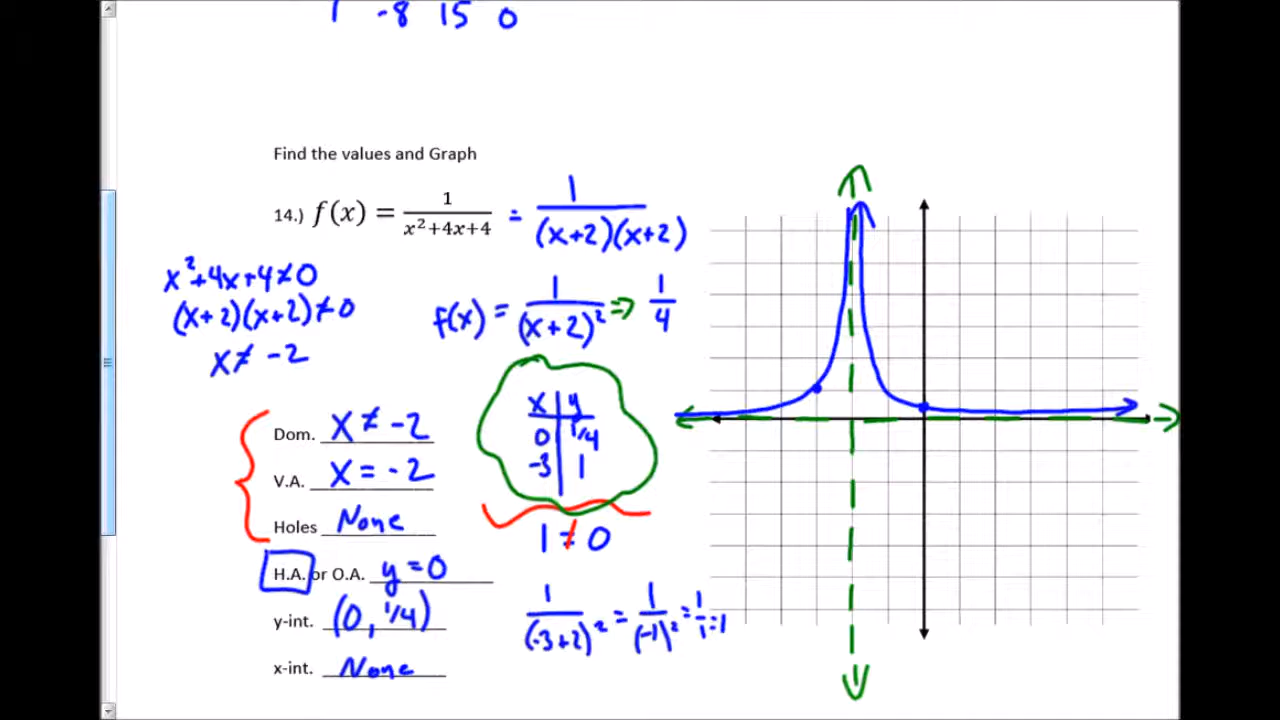 1 -8 15 0
Find the values and Graph
14.) f(x) = 1/(x²+4x+4) = 1/((x+2)(x+2))
x²+4x+4≠0
(x+2)(x+2)≠0
x≠ -2
f(x) = 1/(x+2)² ⇒ 1/4
x | y
0 | 1/4
-3 | 1
Dom. x ≠ -2
V.A. x = -2
Holes None
1 ≠ 0
H.A. or O.A. y = 0
y-int. (0, 1/4)
1/(-3+2)² = 1/(-1)² = 1/1 = 1
x-int. None